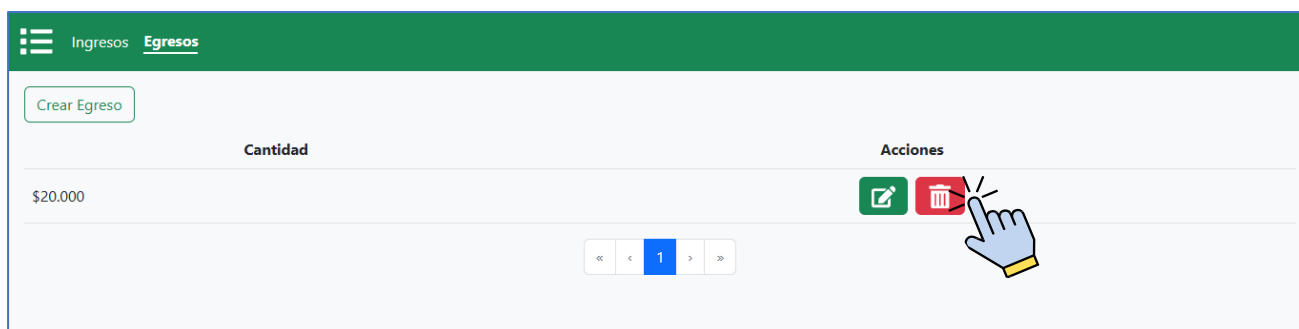 Ingresos Egresos
Crear Egreso
Cantidad Acciones
$20.000
« ‹ 1 › »